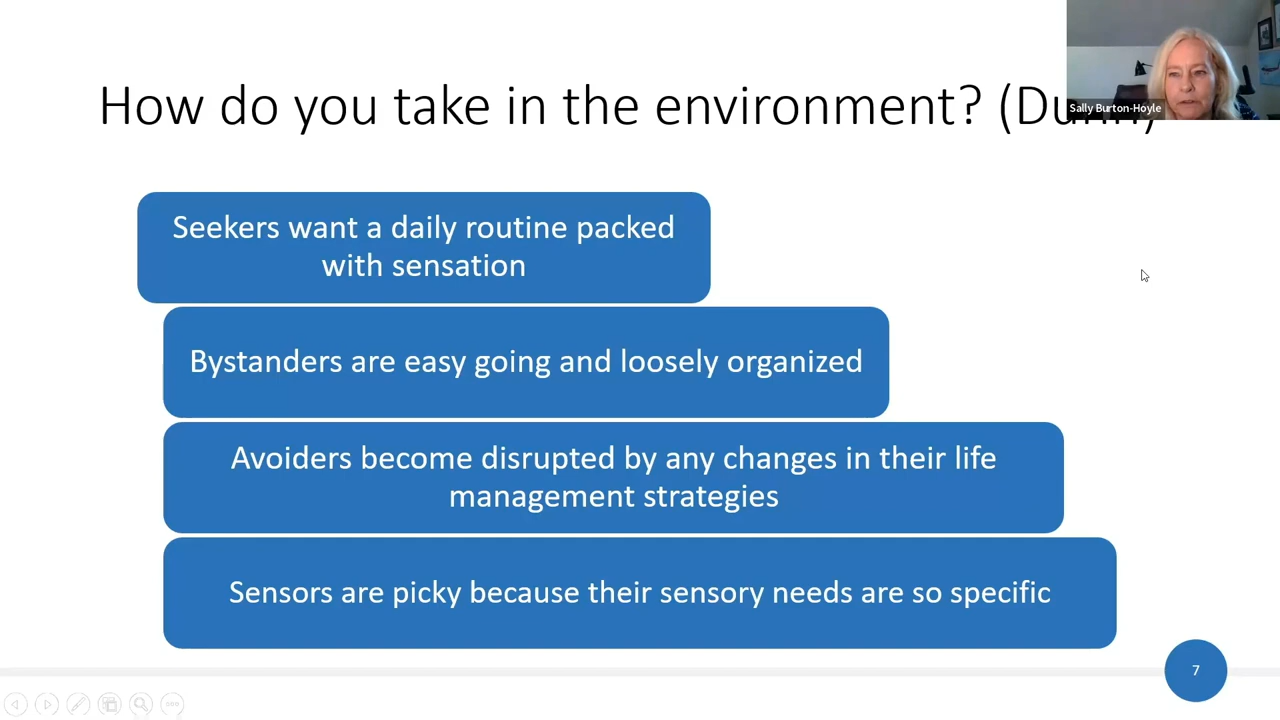 How do you take in the environment?
Sally Burton-Hoyle
Seekers want a daily routine packed
with sensation
Bystanders are easy going and loosely organized
Avoiders become disrupted by any changes in their life
management strategies
Sensors are picky because their sensory needs are so specific
7